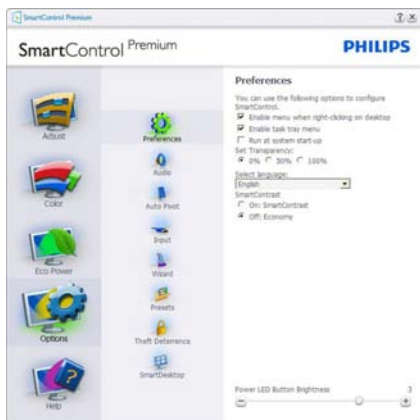 SmartControl Premium
SmartControl Premium
PHILIPS
Adjust
Color
Eco Power
Options
Help
Preferences
Audio
Auto Pivot
Input
Wizard
Presets
Theft Deterrence
SmartDesktop
Preferences
You can use the following options to configure
SmartControl.
Enable menu when right-clicking on desktop
Enable task tray menu
Run at system start-up
Set Transparency:
0% 50% 100%
Select language:
English
SmartContrast
On: SmartContrast
Off: Economy
Power LED Button Brightness 3